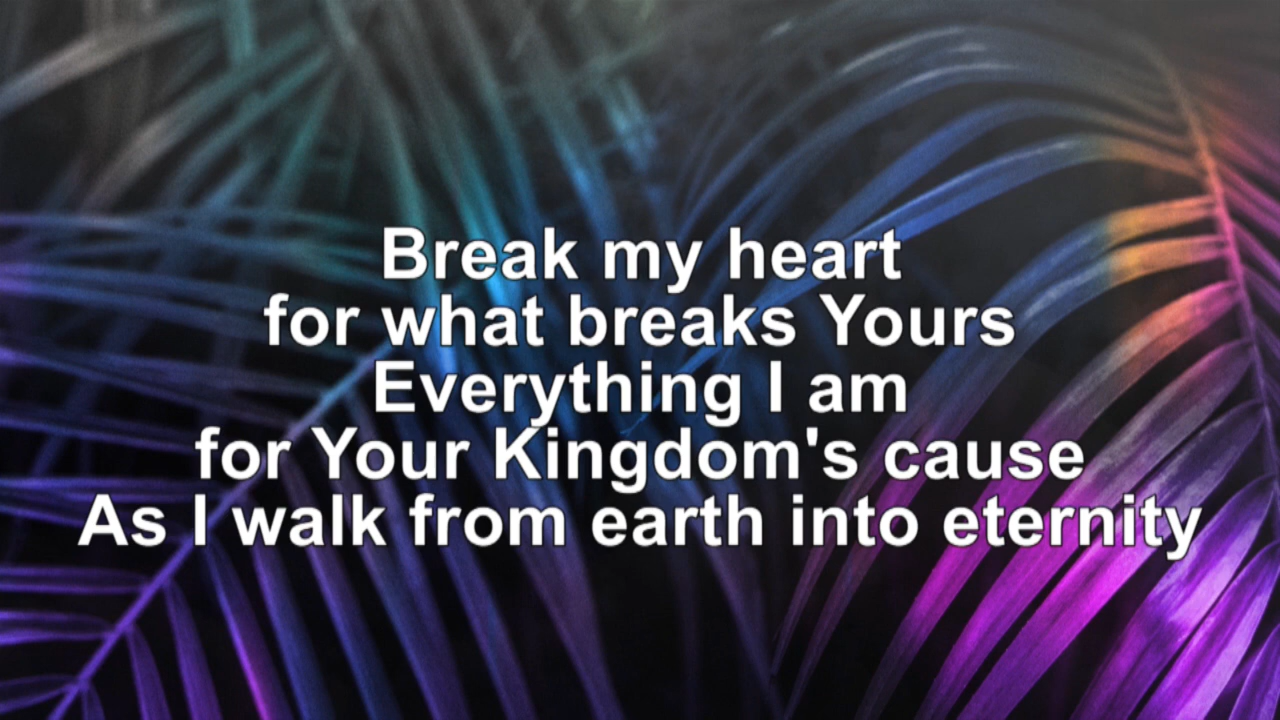 Break my heart
for what breaks Yours
Everything I am
for Your Kingdom's cause
As I walk from earth into eternity